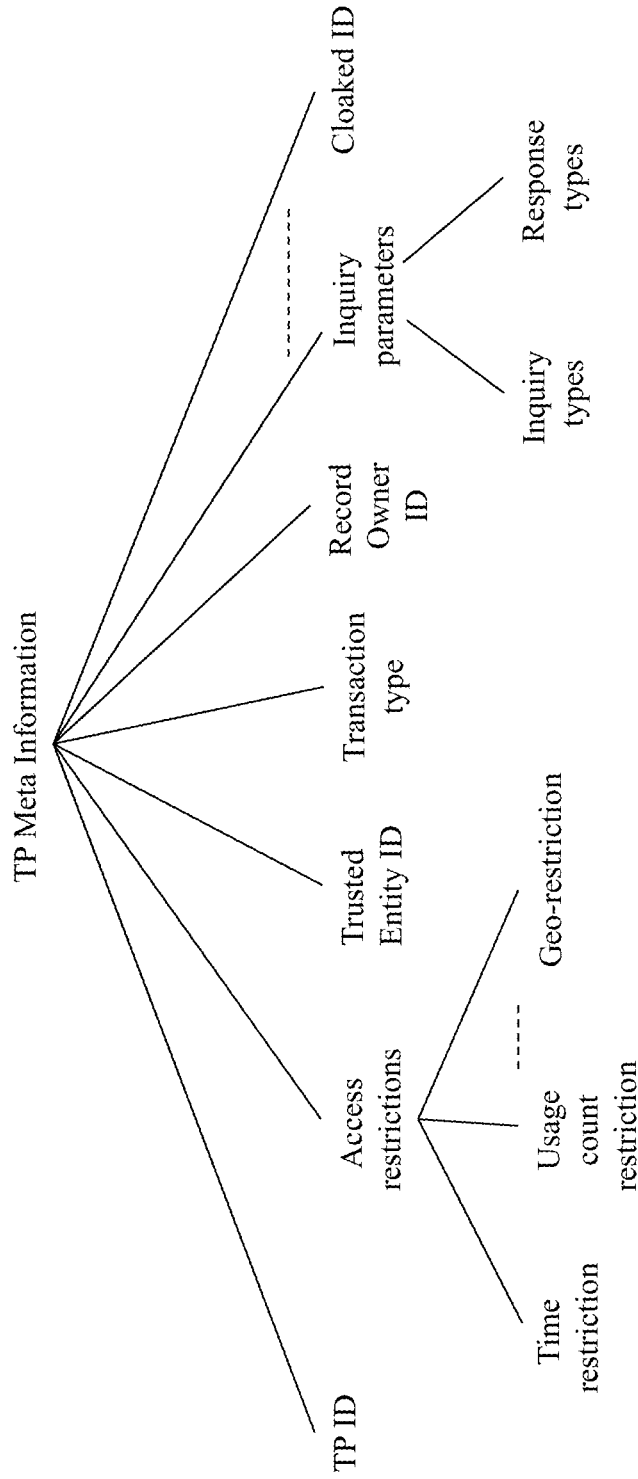 TP Meta Information
TP ID
Access
restrictions
Trusted
Entity ID
Transaction
type
Record
Owner
ID
Inquiry
parameters
Cloaked ID
Time
restriction
Usage
count
restriction
Geo-restriction
Inquiry
types
Response
types